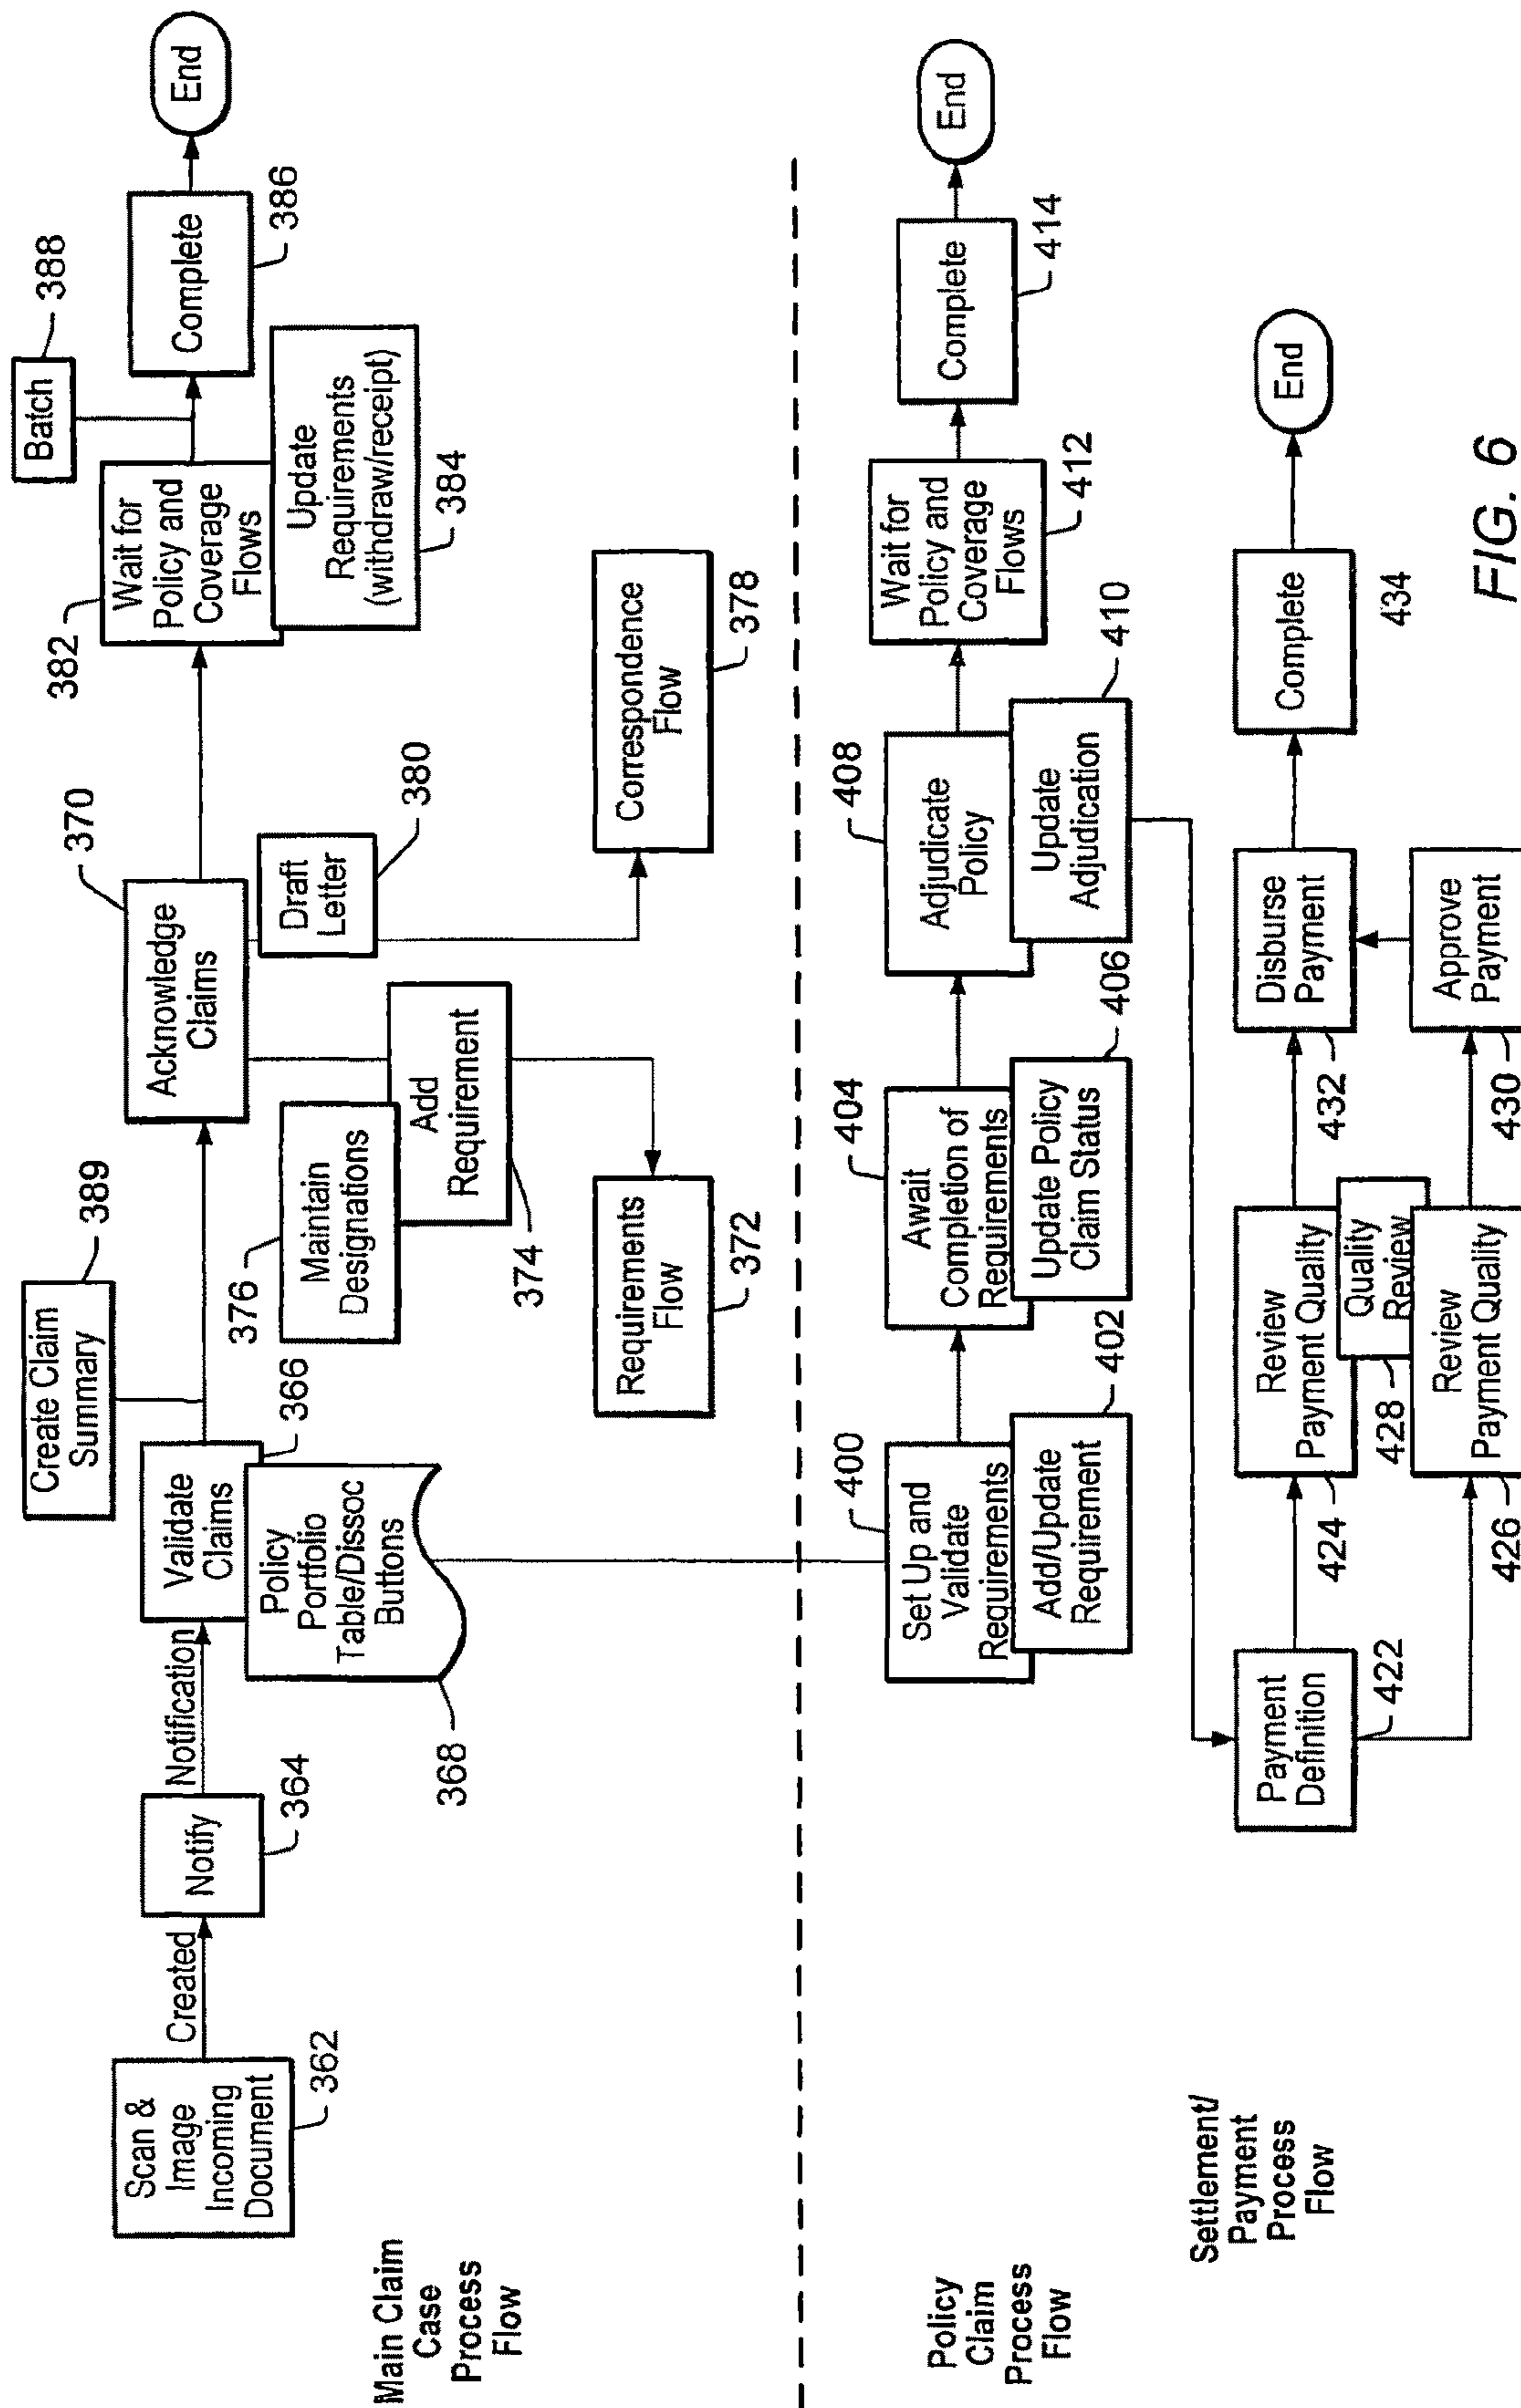 Main Claim
Case
Process
Flow
Scan &
Image
Incoming
Document
362
Created
Notify
364
Notification
Validate
Claims
366
Policy
Portfolio
Table/Dissoc
Buttons
368
Create Claim
Summary
389
Acknowledge
Claims
370
Maintain
Designations
376
Add
Requirement
374
Requirements
Flow
372
Draft
Letter
380
Correspondence
Flow
378
Wait for
Policy and
Coverage
Flows
382
Update
Requirements
(withdraw/receipt)
384
Batch
388
Complete
386
End
Policy
Claim
Process
Flow
Set Up and
Validate
Requirements
400
Add/Update
Requirement
402
Await
Completion of
Requirements
404
Update Policy
Claim Status
406
Adjudicate
Policy
408
Update
Adjudication
410
Wait for
Policy and
Coverage
Flows
412
Complete
414
End
Settlement/
Payment
Process
Flow
Payment
Definition
422
Review
Payment Quality
424
Quality
Review
428
Review
Payment Quality
426
Disburse
Payment
432
Approve
Payment
430
Complete
434
End
FIG. 6